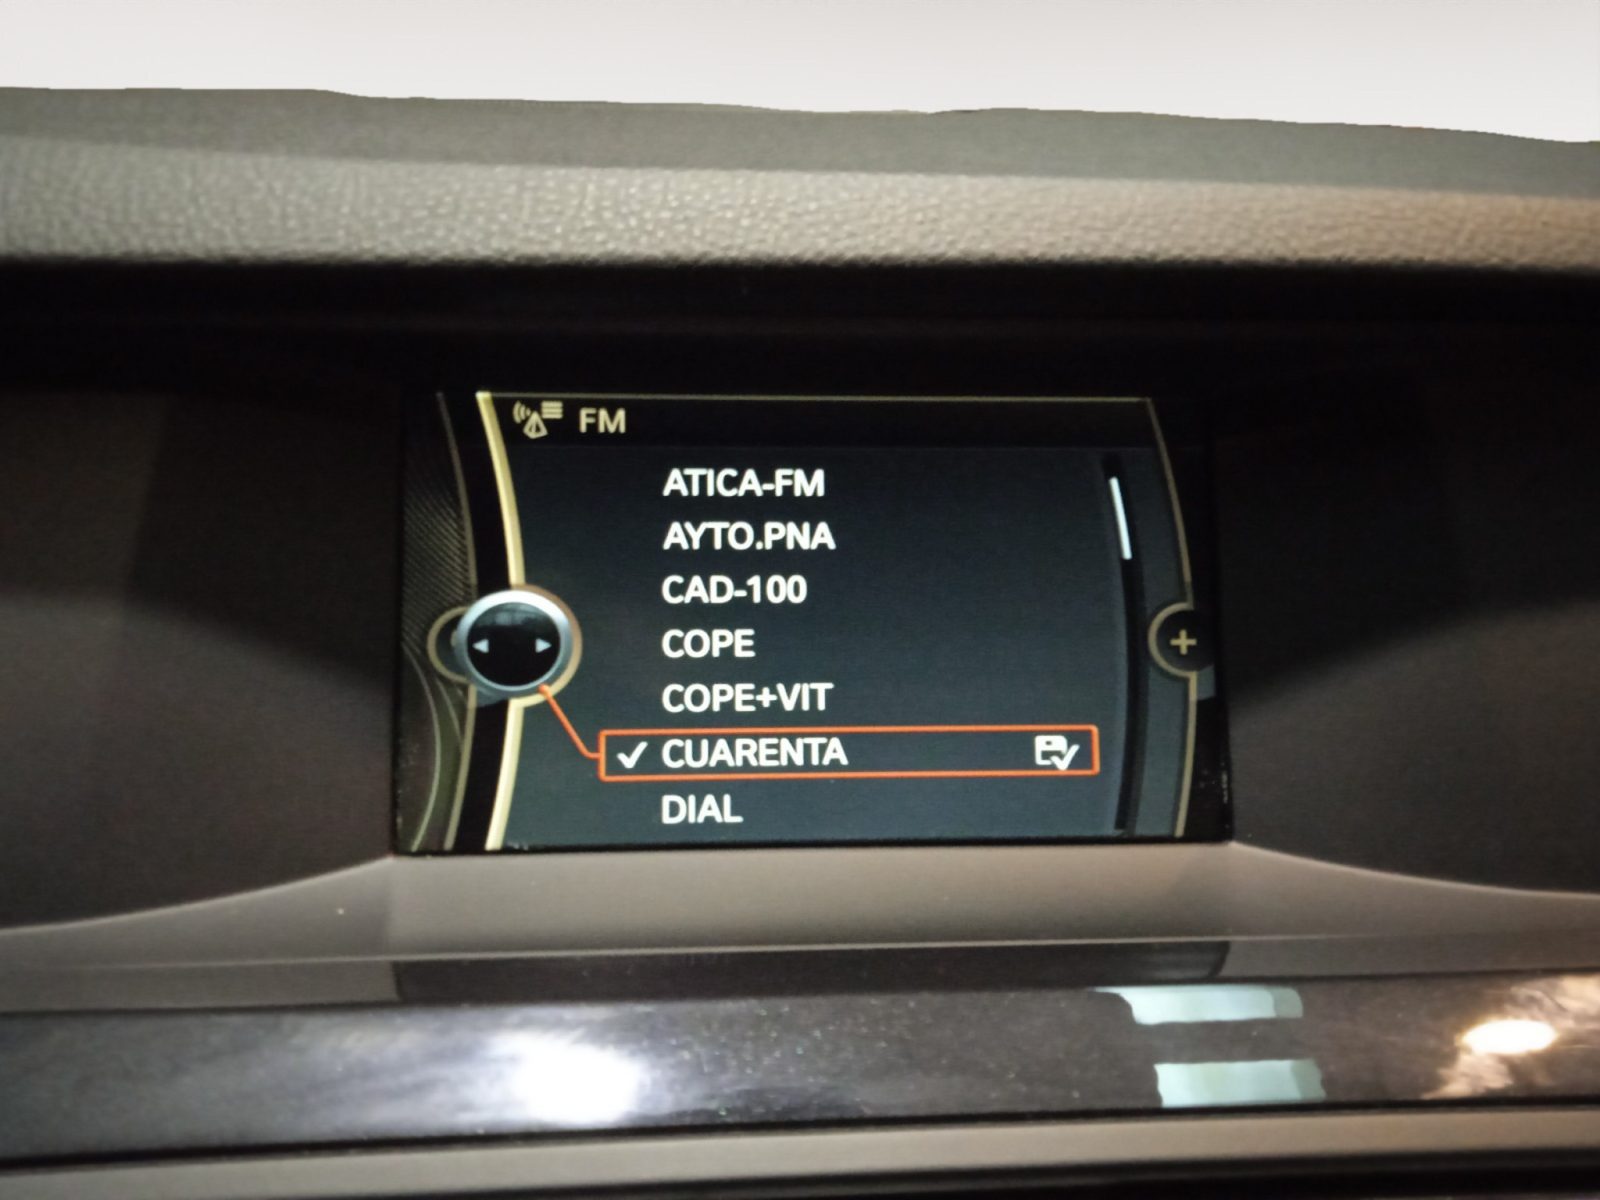 FM
ATICA-FM
AYTO.PNA
CAD-100
COPE
COPE+VIT
CUARENTA
DIAL